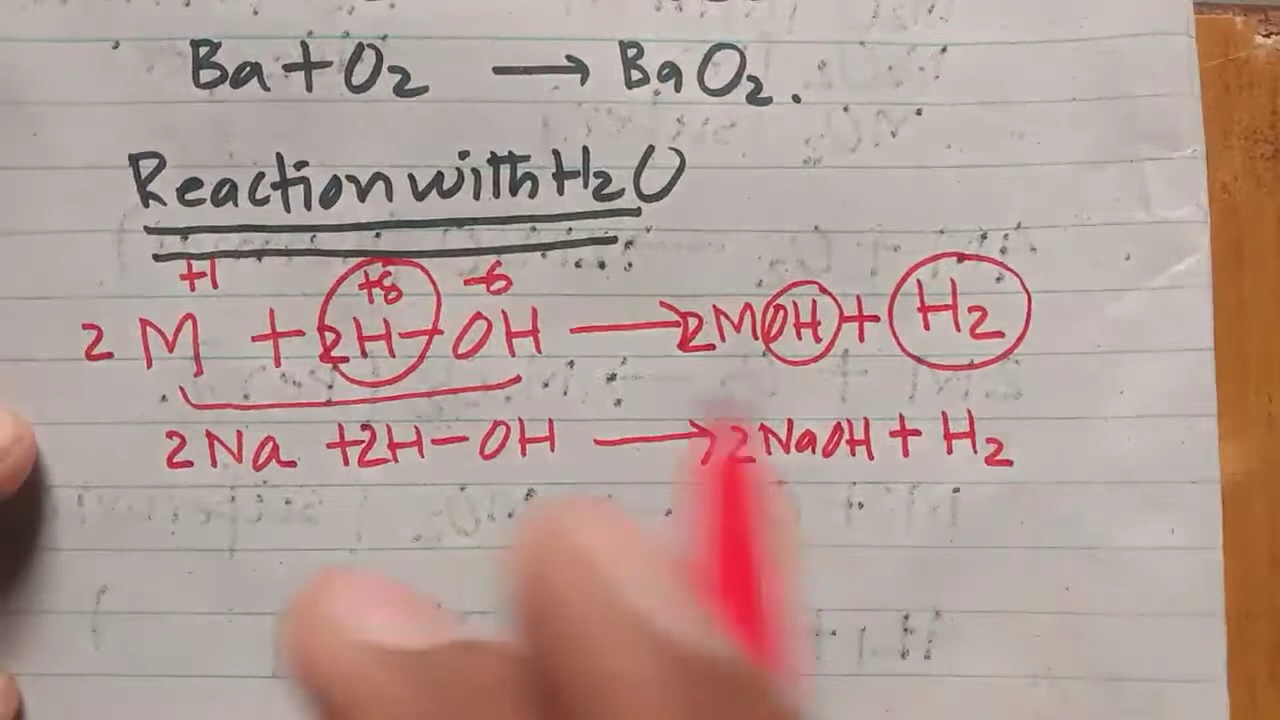 Ba + O2 → BaO2.
Reaction with H2O
+1 +δ -δ
2M + 2H-OH → 2MOH + H2
2Na + 2H-OH → 2NaOH + H2